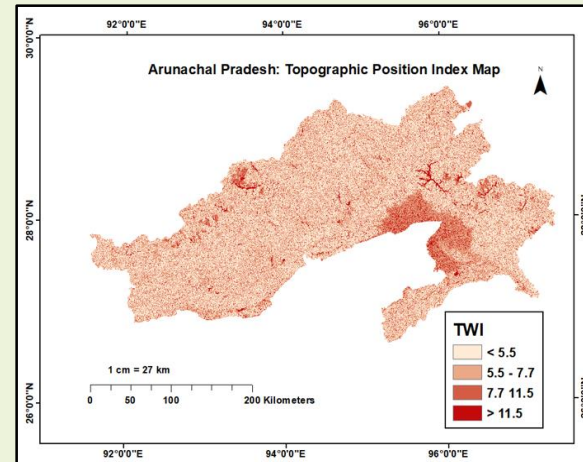 92°0'0"E 94°0'0"E 96°0'0"E
30°0'0"N
Arunachal Pradesh: Topographic Position Index Map
N
28°0'0"N
TWI
< 5.5
5.5 - 7.7
7.7 11.5
> 11.5
1 cm = 27 km
0 50 100 200 Kilometers
26°0'0"N
92°0'0"E 94°0'0"E 96°0'0"E